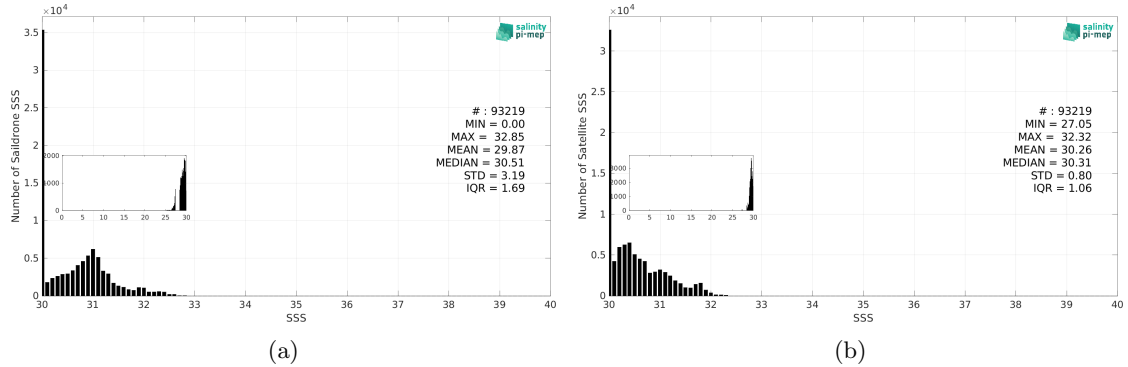 ×10⁴
3.5
3
2.5
2
1.5
1
0.5
0
Number of Saildrone SSS
salinity
pi-mep
# : 93219
MIN = 0.00
MAX = 32.85
MEAN = 29.87
MEDIAN = 30.51
STD = 3.19
IQR = 1.69
2000
1000
0
0 5 10 15 20 25 30
30 31 32 33 34 35 36 37 38 39 40
SSS
(a)
×10⁴
3
2.5
2
1.5
1
0.5
0
Number of Satellite SSS
salinity
pi-mep
# : 93219
MIN = 27.05
MAX = 32.32
MEAN = 30.26
MEDIAN = 30.31
STD = 0.80
IQR = 1.06
3000
2000
1000
0
0 5 10 15 20 25 30
30 31 32 33 34 35 36 37 38 39 40
SSS
(b)